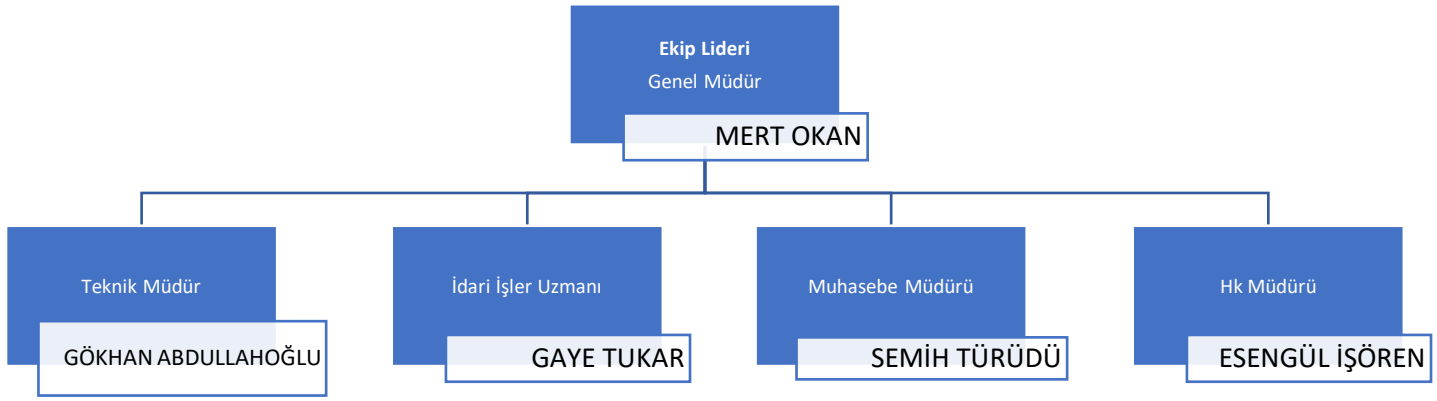 Ekip Lideri
Genel Müdür
MERT OKAN
Teknik Müdür
GÖKHAN ABDULLAHOĞLU
İdari İşler Uzmanı
GAYE TUKAR
Muhasebe Müdürü
SEMİH TÜRÜDÜ
Hk Müdürü
ESENGÜL İŞÖREN